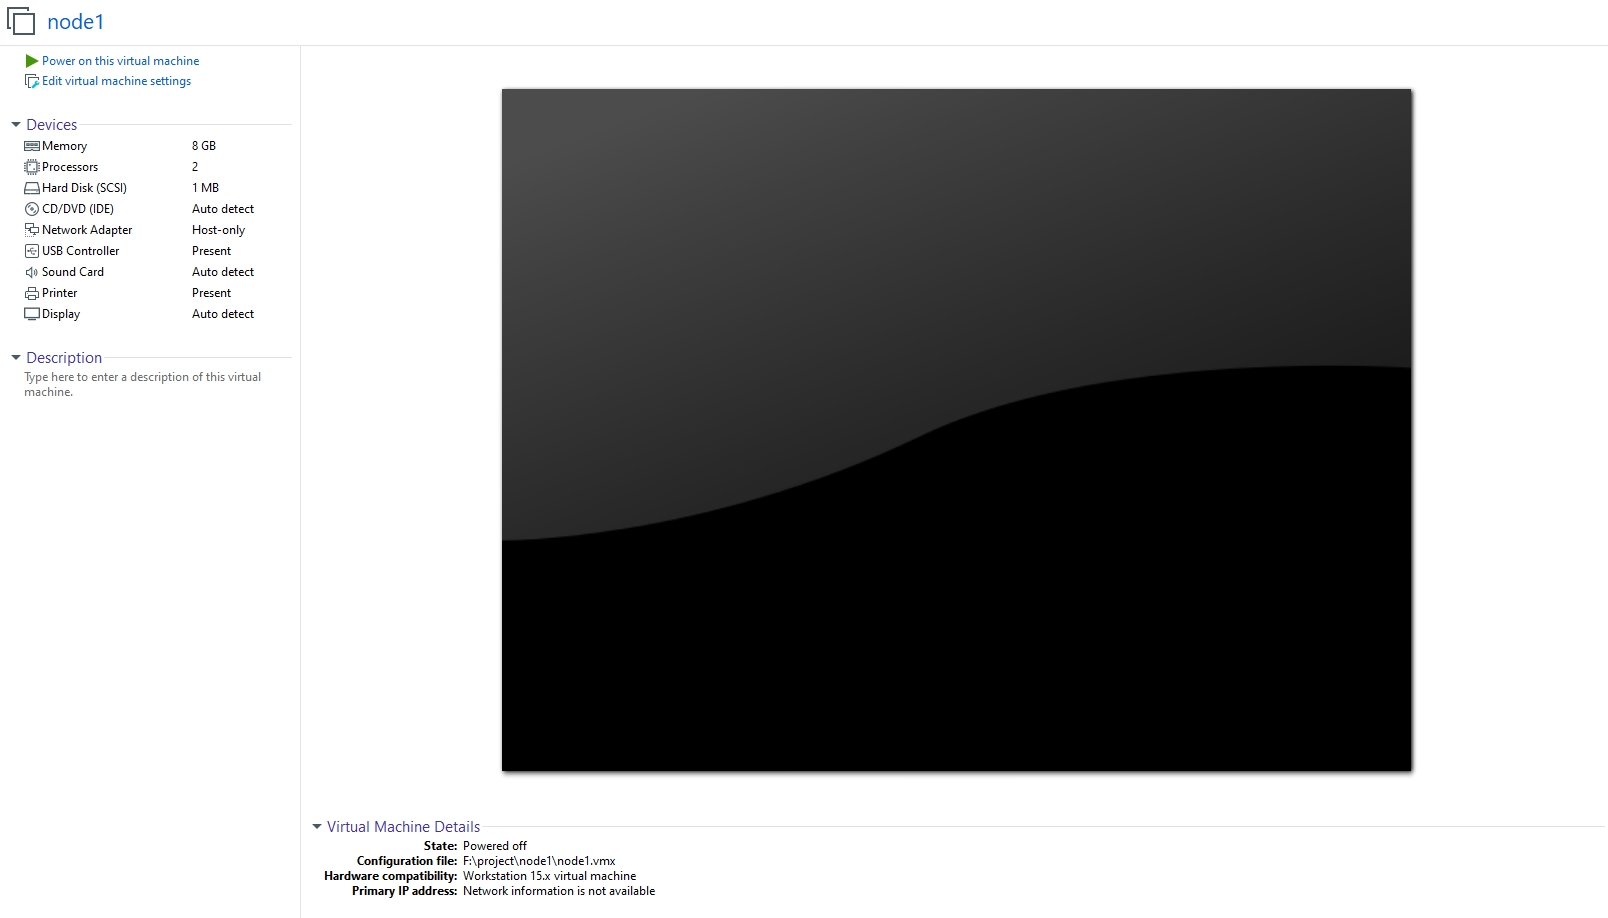 node1
Power on this virtual machine
Edit virtual machine settings
Devices
Memory 8 GB
Processors 2
Hard Disk (SCSI) 1 MB
CD/DVD (IDE) Auto detect
Network Adapter Host-only
USB Controller Present
Sound Card Auto detect
Printer Present
Display Auto detect
Description
Type here to enter a description of this virtual
machine.
Virtual Machine Details
State: Powered off
Configuration file: F:\project\node1\node1.vmx
Hardware compatibility: Workstation 15.x virtual machine
Primary IP address: Network information is not available